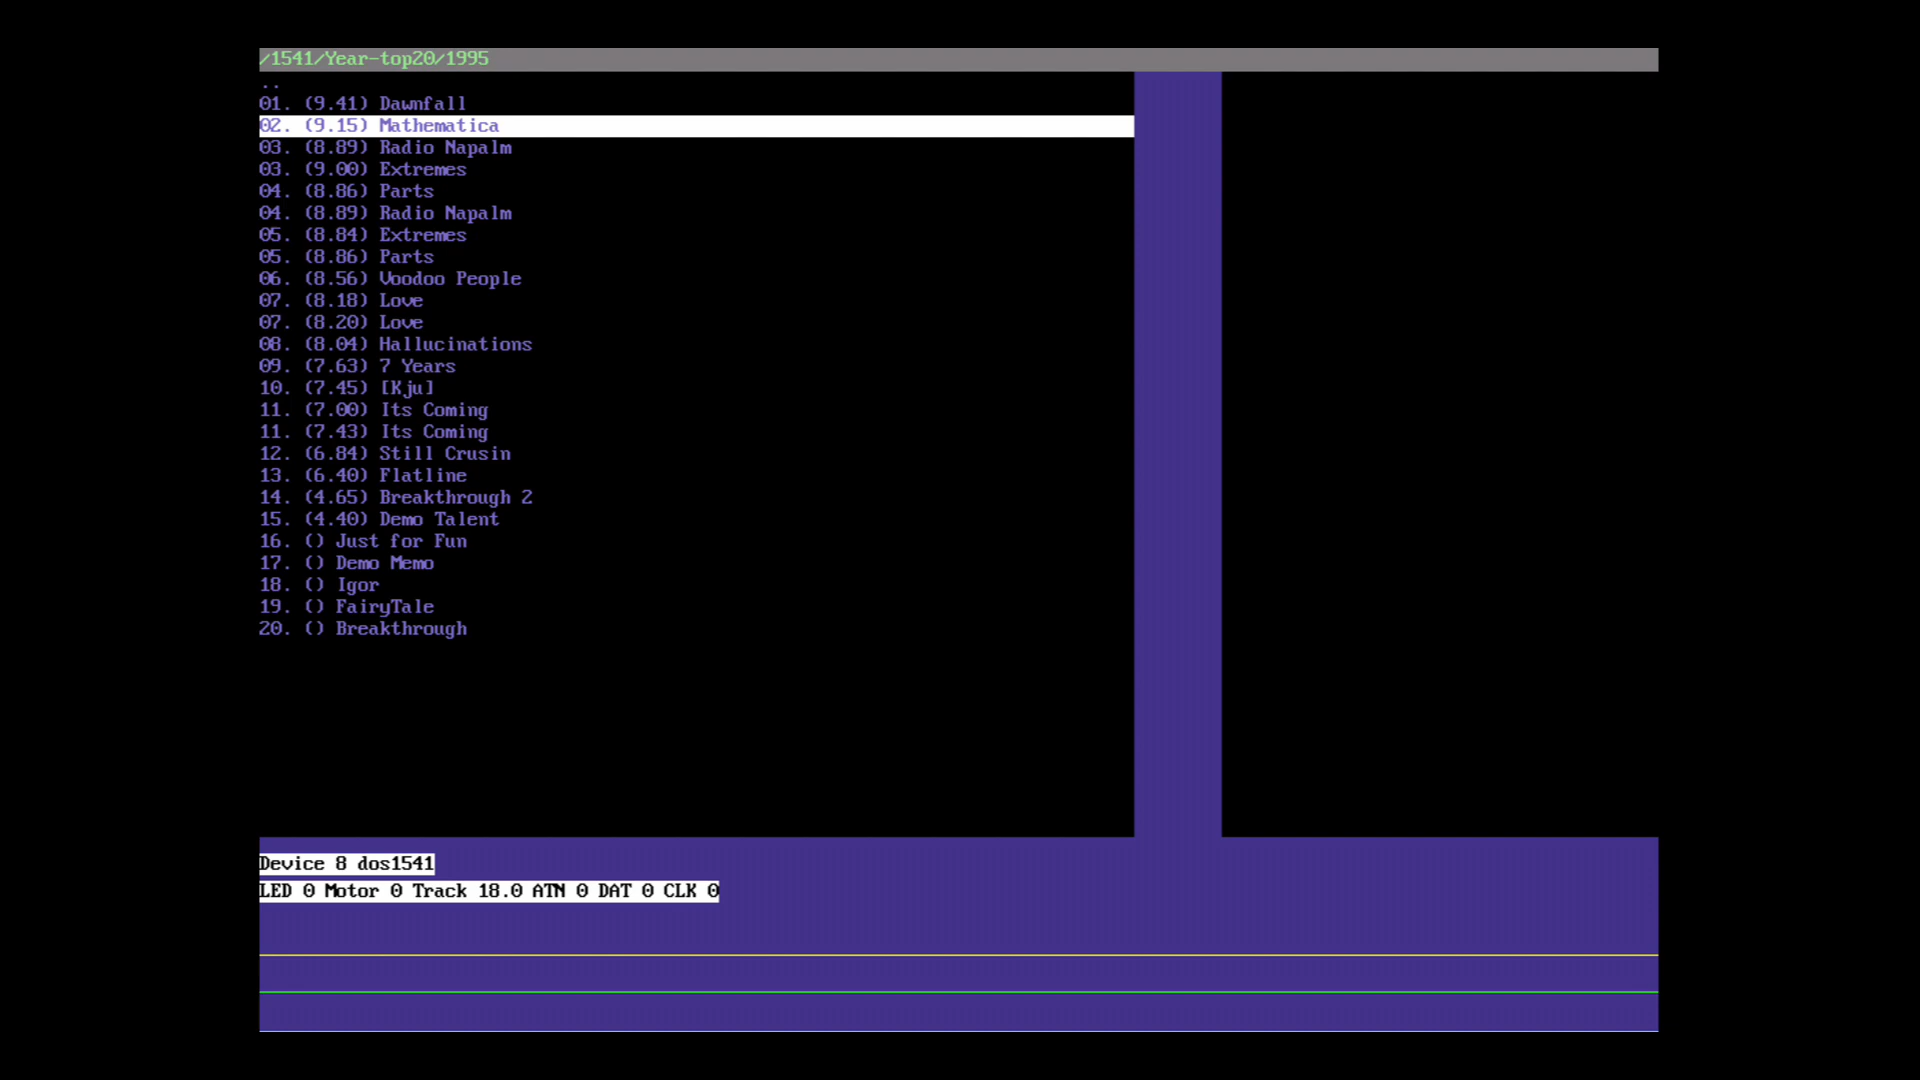 /1541/Year-top20/1995
..
01. (9.41) Dawnfall
02. (9.15) Mathematica
03. (8.89) Radio Napalm
03. (9.00) Extremes
04. (8.86) Parts
04. (8.89) Radio Napalm
05. (8.84) Extremes
05. (8.86) Parts
06. (8.56) Voodoo People
07. (8.18) Love
07. (8.20) Love
08. (8.04) Hallucinations
09. (7.63) 7 Years
10. (7.45) [Kju]
11. (7.00) Its Coming
11. (7.43) Its Coming
12. (6.84) Still Crusin
13. (6.40) Flatline
14. (4.65) Breakthrough 2
15. (4.40) Demo Talent
16. () Just for Fun
17. () Demo Memo
18. () Igor
19. () FairyTale
20. () Breakthrough
Device 8 dos1541
LED 0 Motor 0 Track 18.0 ATN 0 DAT 0 CLK 0